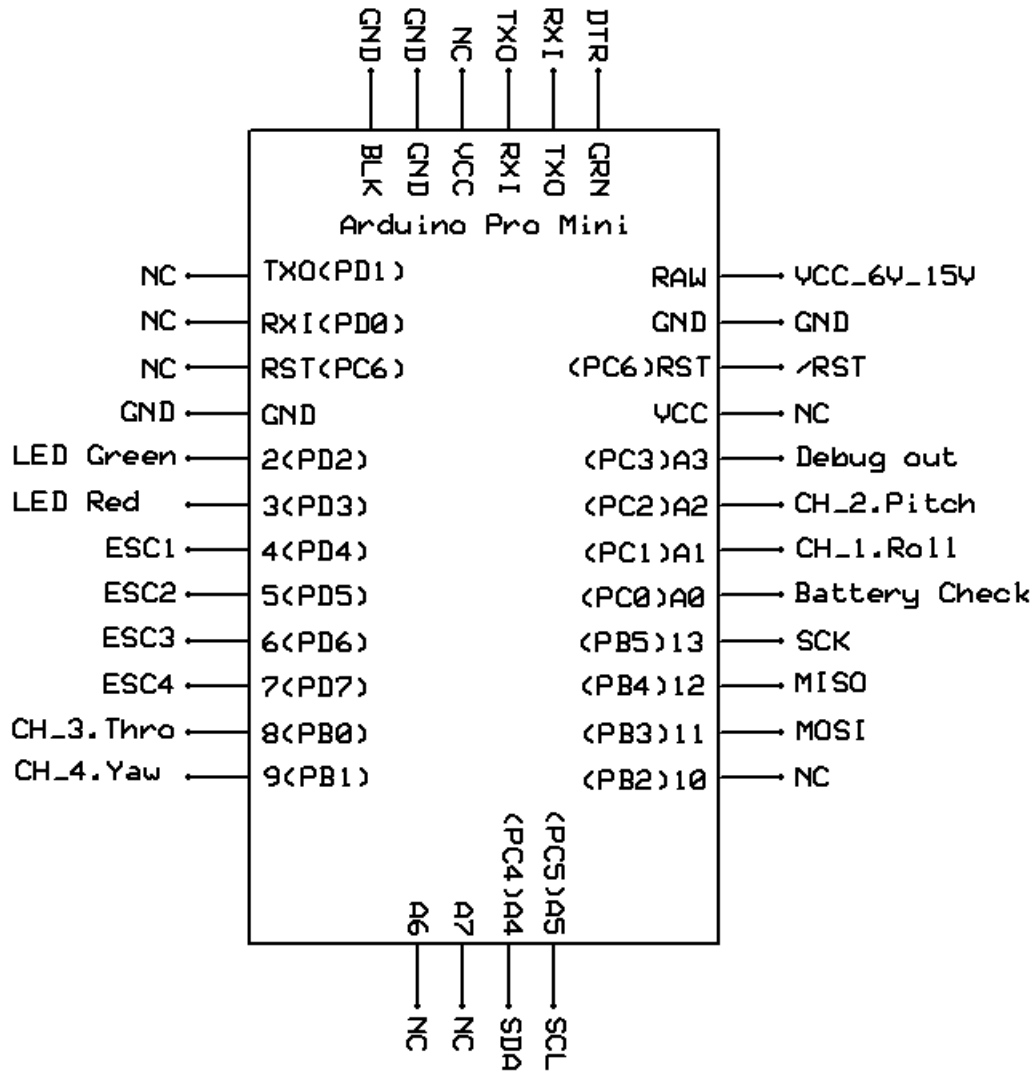 GND GND NC TXO RXI DTR
BLK GND VCC RXI TXO GRN
Arduino Pro Mini
NC TXO(PD1) RAW VCC_6V_15V
NC RXI(PD0) GND GND
NC RST(PC6) (PC6)RST /RST
GND GND VCC NC
LED Green 2(PD2) (PC3)A3 Debug out
LED Red 3(PD3) (PC2)A2 CH_2.Pitch
ESC1 4(PD4) (PC1)A1 CH_1.Roll
ESC2 5(PD5) (PC0)A0 Battery Check
ESC3 6(PD6) (PB5)13 SCK
ESC4 7(PD7) (PB4)12 MISO
CH_3.Thro 8(PB0) (PB3)11 MOSI
CH_4.Yaw 9(PB1) (PB2)10 NC
A6 A7 (PC4)A4 (PC5)A5
NC NC SDA SCL